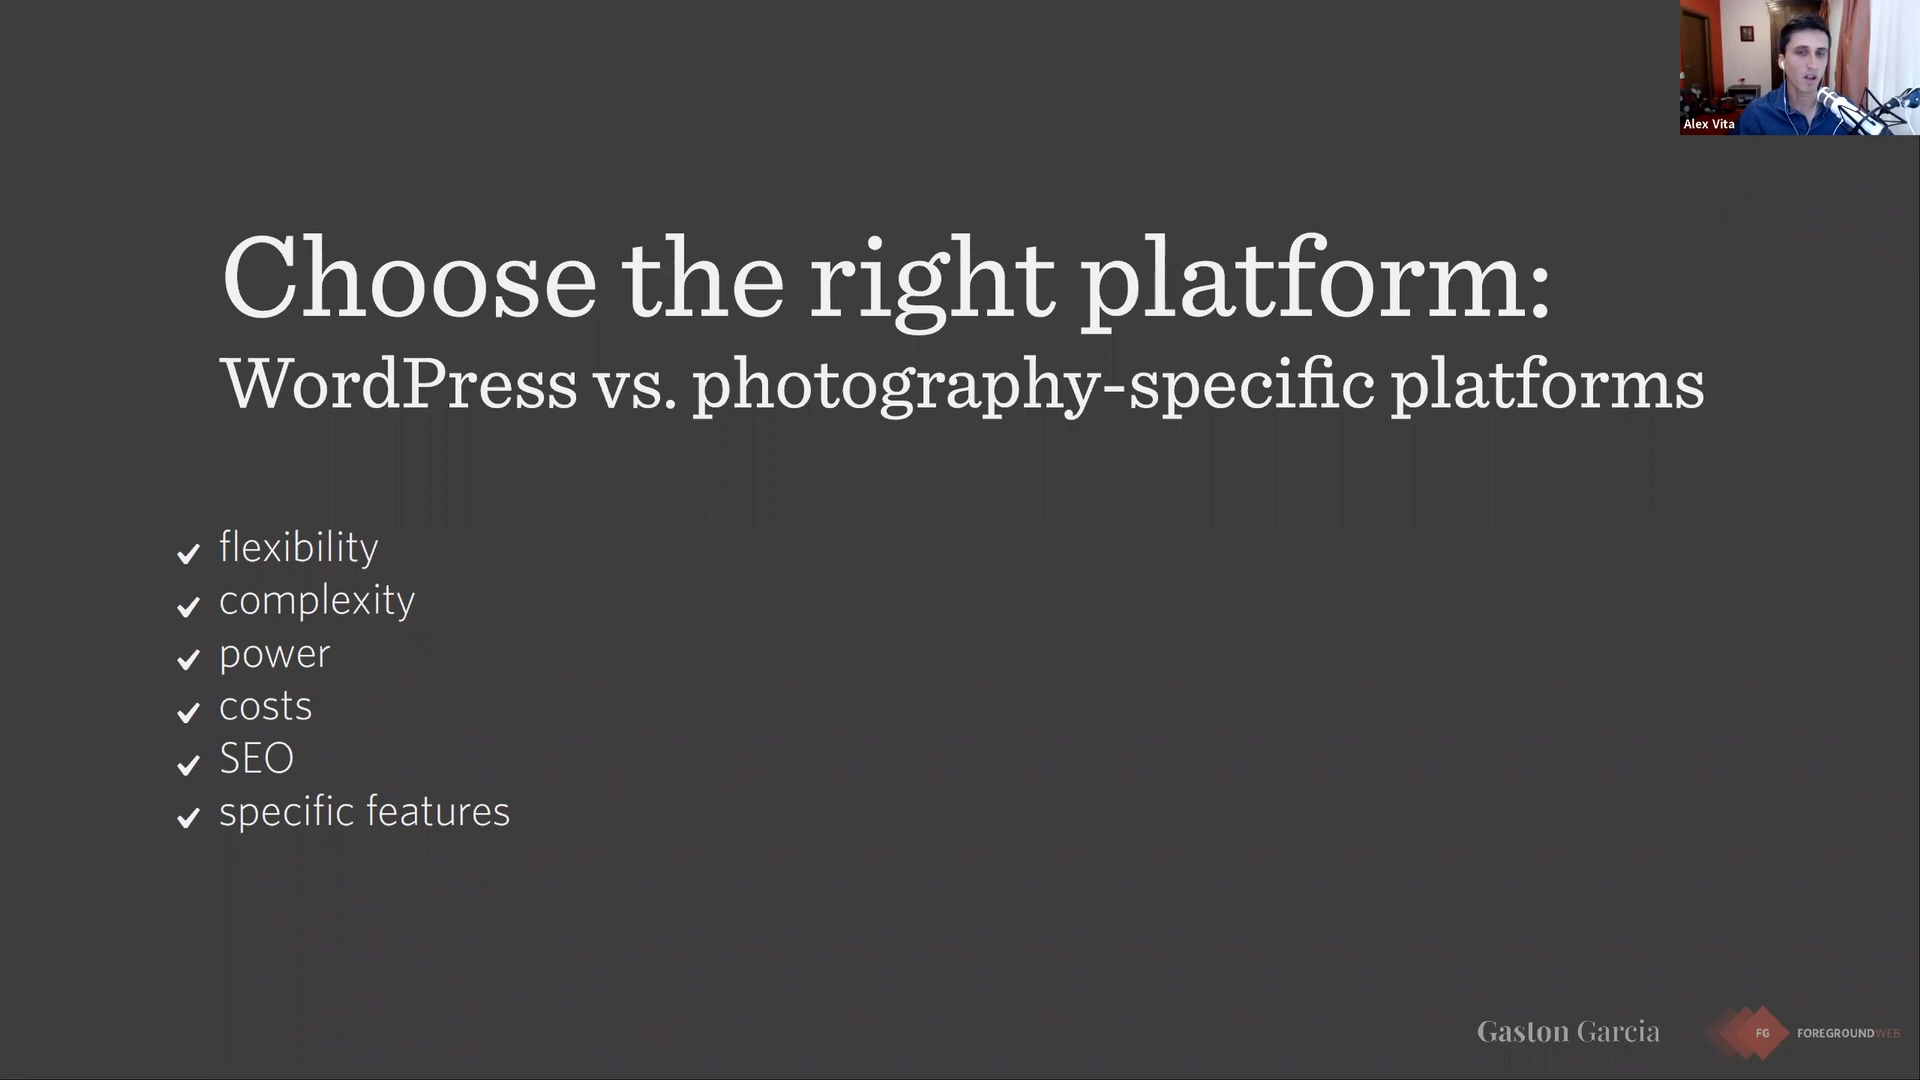 Alex Vita
Choose the right platform:
WordPress vs. photography-specific platforms
flexibility
complexity
power
costs
SEO
specific features
Gaston Garcia
FG
FOREGROUNDWEB